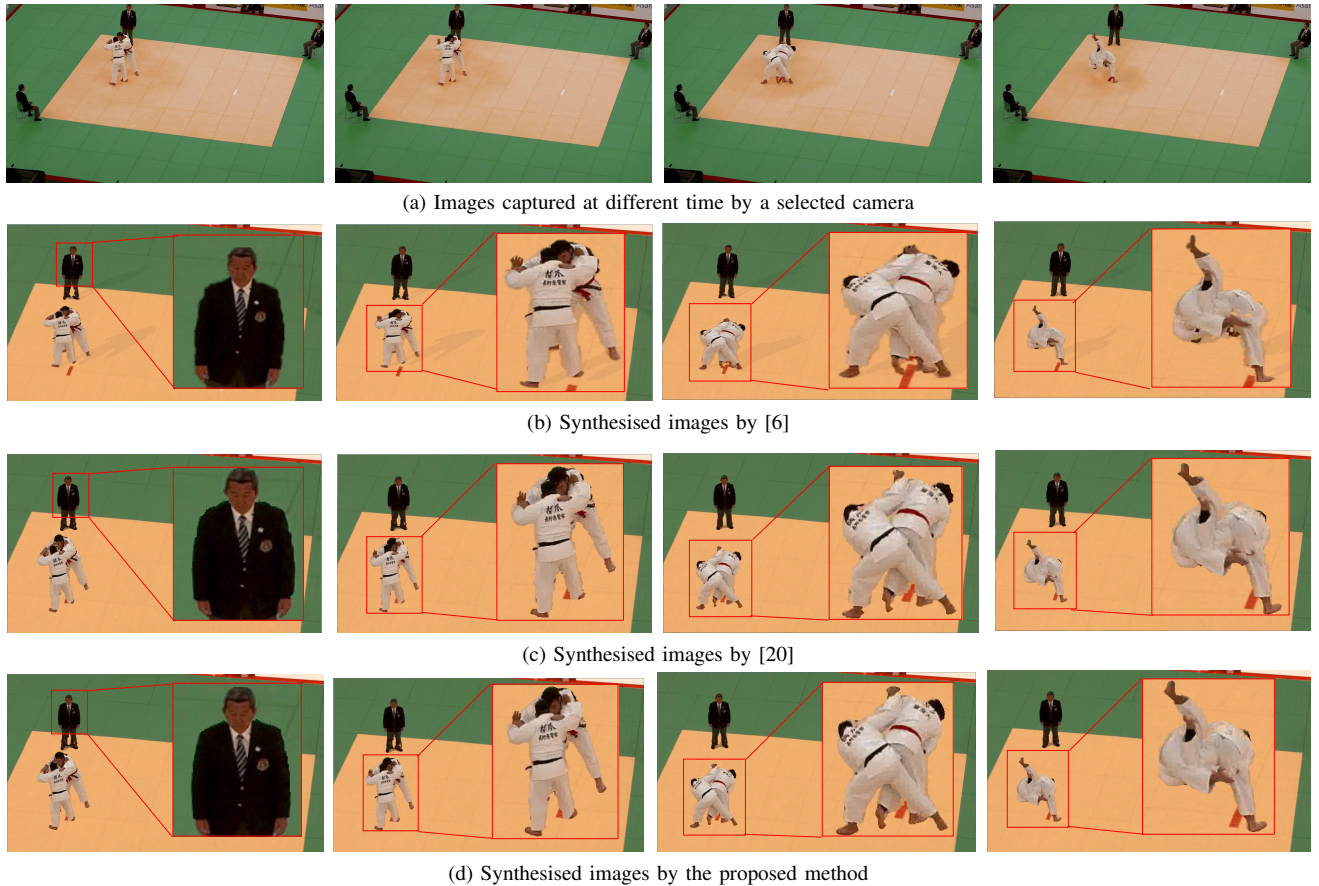 (a) Images captured at different time by a selected camera
(b) Synthesised images by [6]
(c) Synthesised images by [20]
(d) Synthesised images by the proposed method